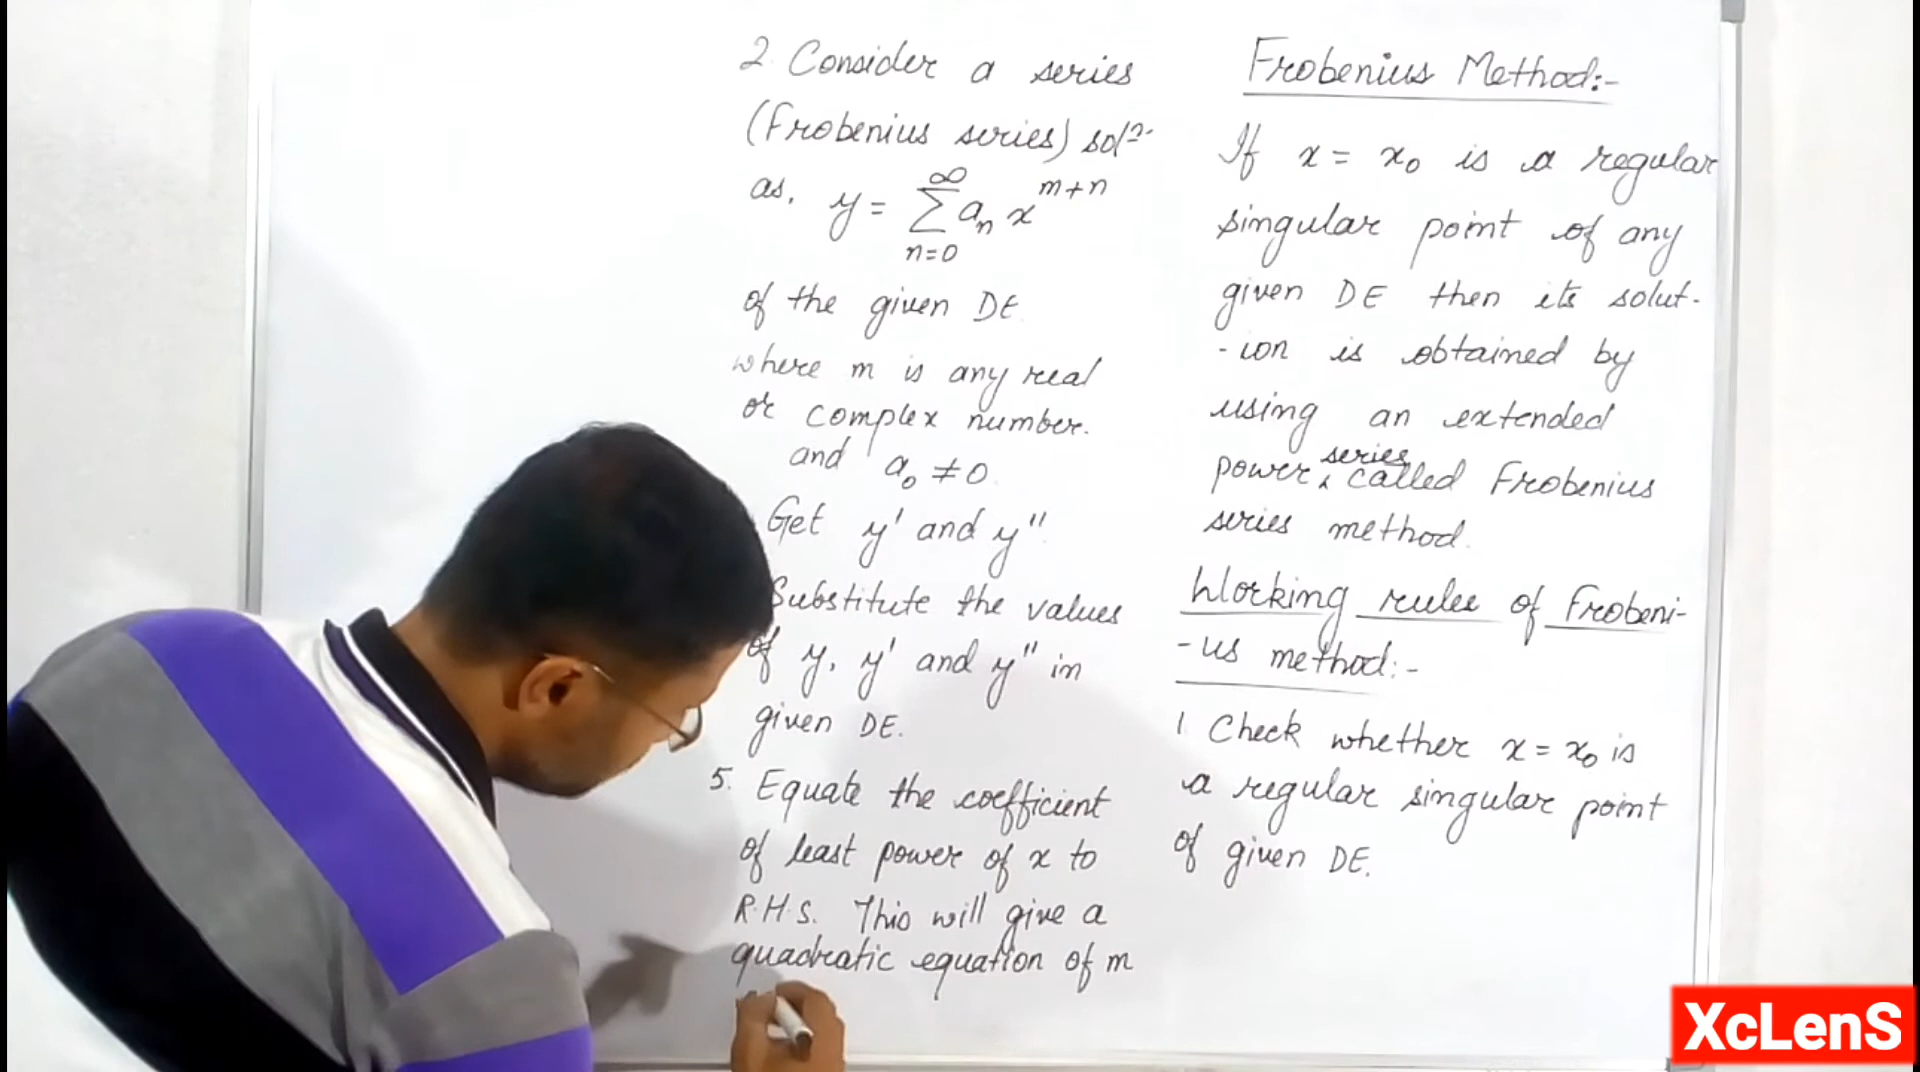 Frobenius Method:-
If x = x₀ is a regular
singular point of any
given DE then its solut-
-ion is obtained by
using an extended
series
power ʌ called Frobenius
series method.
Working rules of Frobeni-
-us method:-
1. Check whether x = x₀ is
a regular singular point
of given DE.
2. Consider a series
(Frobenius series) solⁿ.
as, y = ∑_{n=0}^{∞} aₙ x^{m+n}
of the given DE
where m is any real
or complex number.
and a₀ ≠ 0.
Get y' and y''.
Substitute the values
of y, y' and y'' in
given DE.
5. Equate the coefficient
of least power of x to
R.H.S. This will give a
quadratic equation of m
XcLenS